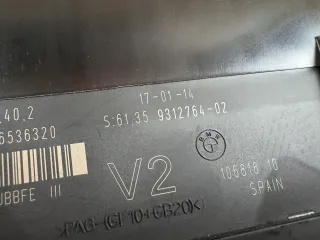 .40.2
17-01-14
S:61.35 9312764-02
6536320
BMW
UBBFE III
V2
106818 10
SPAIN
>PA6-(GF10+GB20)<